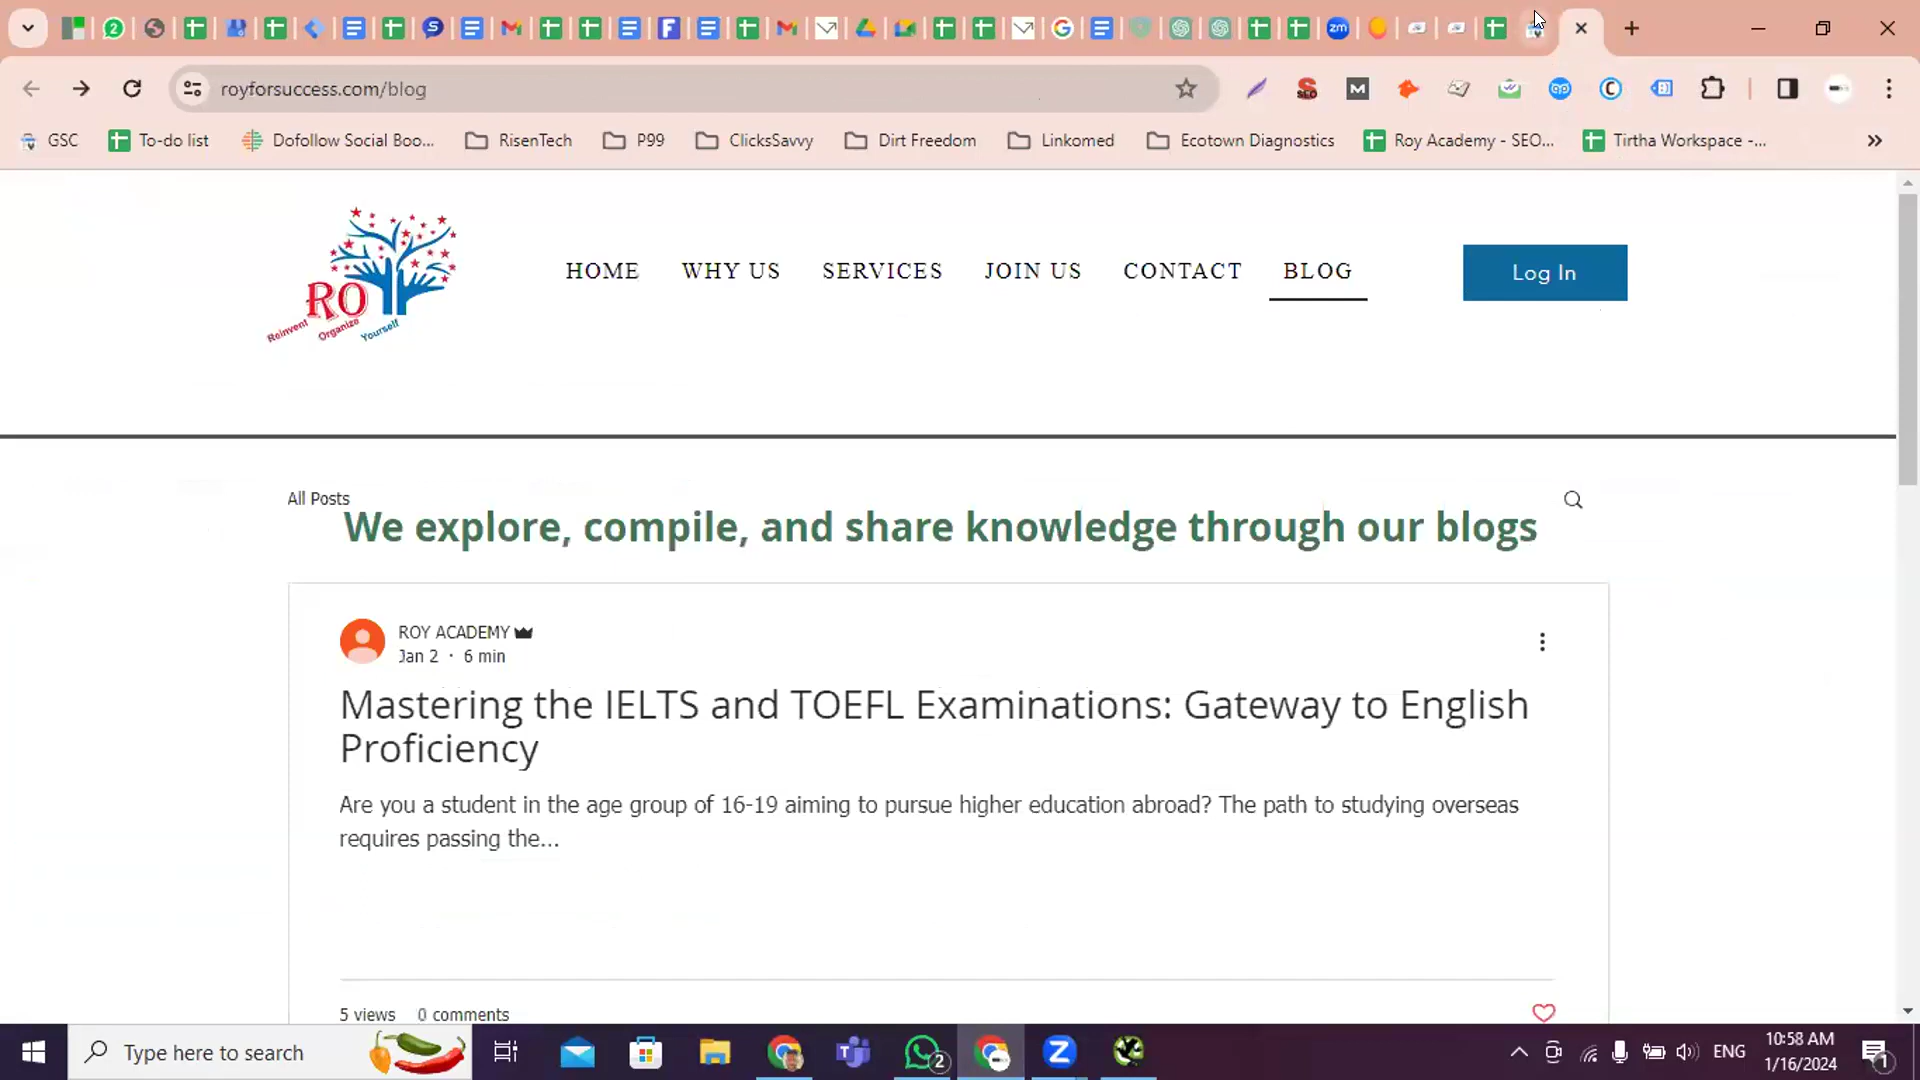 royforsuccess.com/blog
GSC
To-do list
Dofollow Social Boo...
RisenTech
P99
ClicksSavvy
Dirt Freedom
Linkomed
Ecotown Diagnostics
Roy Academy - SEO...
Tirtha Workspace -...
ROY
Reinvent Organize Yourself
HOME
WHY US
SERVICES
JOIN US
CONTACT
BLOG
Log In
All Posts
We explore, compile, and share knowledge through our blogs
ROY ACADEMY
Jan 2 · 6 min
Mastering the IELTS and TOEFL Examinations: Gateway to English
Proficiency
Are you a student in the age group of 16-19 aiming to pursue higher education abroad? The path to studying overseas
requires passing the...
5 views 0 comments
Type here to search
2
ENG
10:58 AM
1/16/2024
1